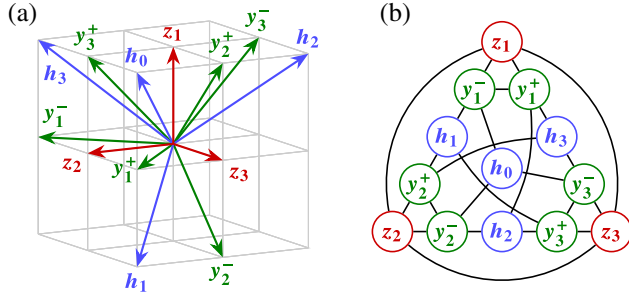 (a)
y₃⁺ z₁ y₂⁺ y₃⁻ h₂
h₃ h₀
y₁⁻
z₂ y₁⁺ z₃
h₁ y₂⁻
(b)
z₁
y₁⁻ y₁⁺
h₁ h₃
h₀
y₂⁺ y₃⁻
z₂ y₂⁻ h₂ y₃⁺ z₃